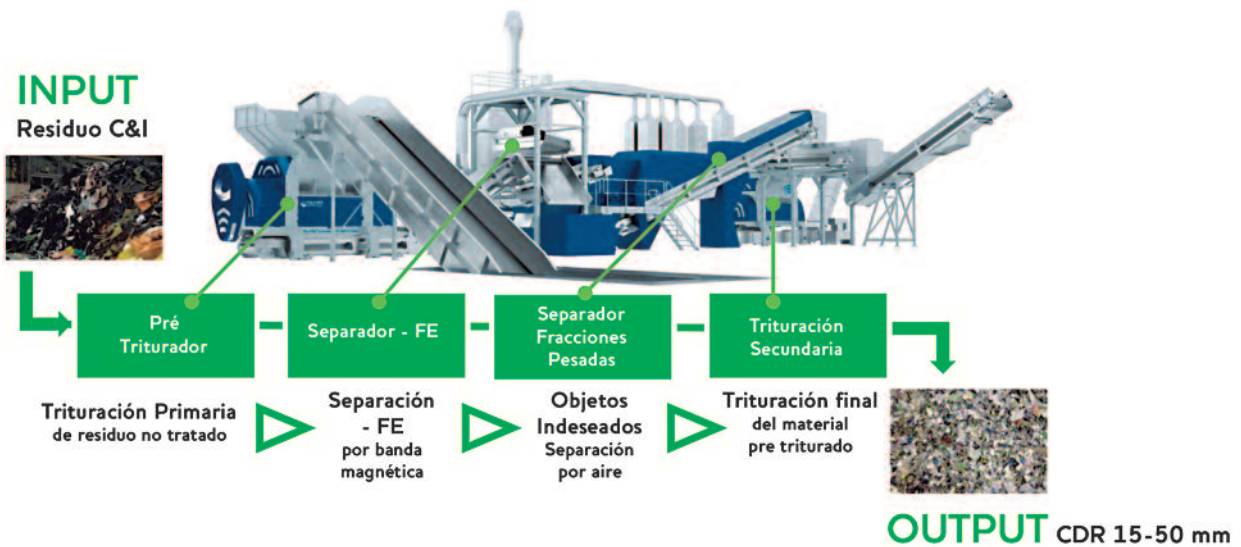 INPUT
Residuo C&I
Pré
Triturador
Separador - FE
Separador
Fracciones
Pesadas
Trituración
Secundaria
Trituración Primaria
de residuo no tratado
Separación
- FE
por banda
magnética
Objetos
Indeseados
Separación
por aire
Trituración final
del material
pre triturado
OUTPUT CDR 15-50 mm